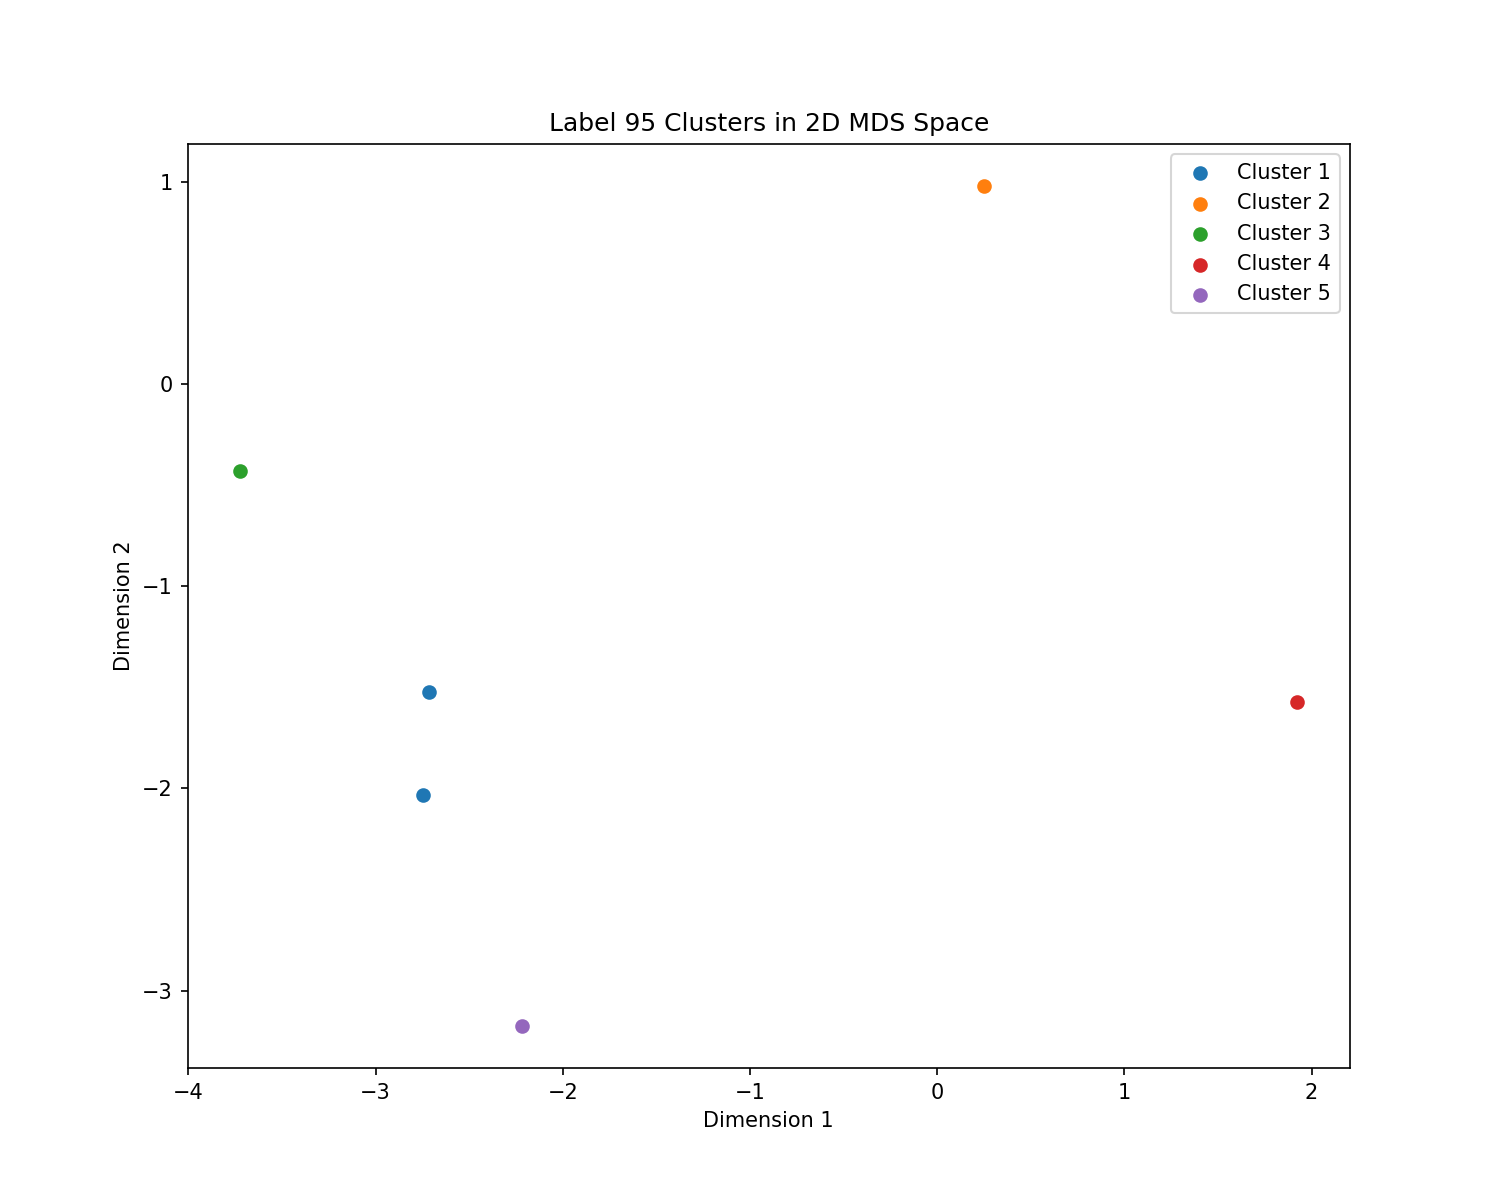 Label 95 Clusters in 2D MDS Space
Cluster 1
Cluster 2
Cluster 3
Cluster 4
Cluster 5
1
0
−1
−2
−3
Dimension 2
−4
−3
−2
−1
0
1
2
Dimension 1